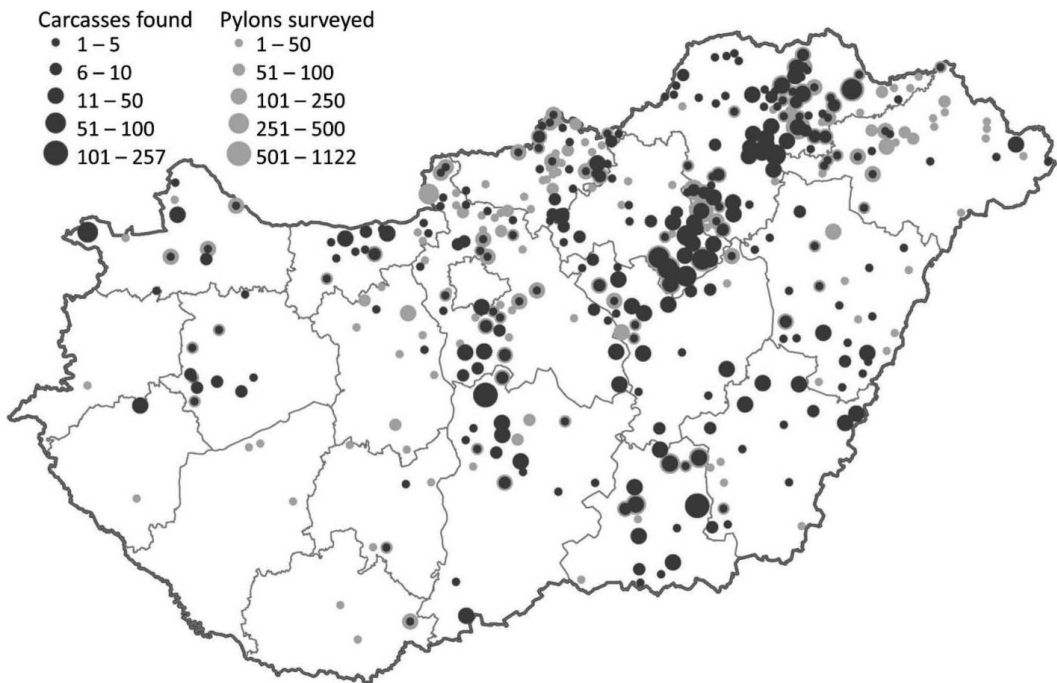 Carcasses found Pylons surveyed
1 – 5 1 – 50
6 – 10 51 – 100
11 – 50 101 – 250
51 – 100 251 – 500
101 – 257 501 – 1122